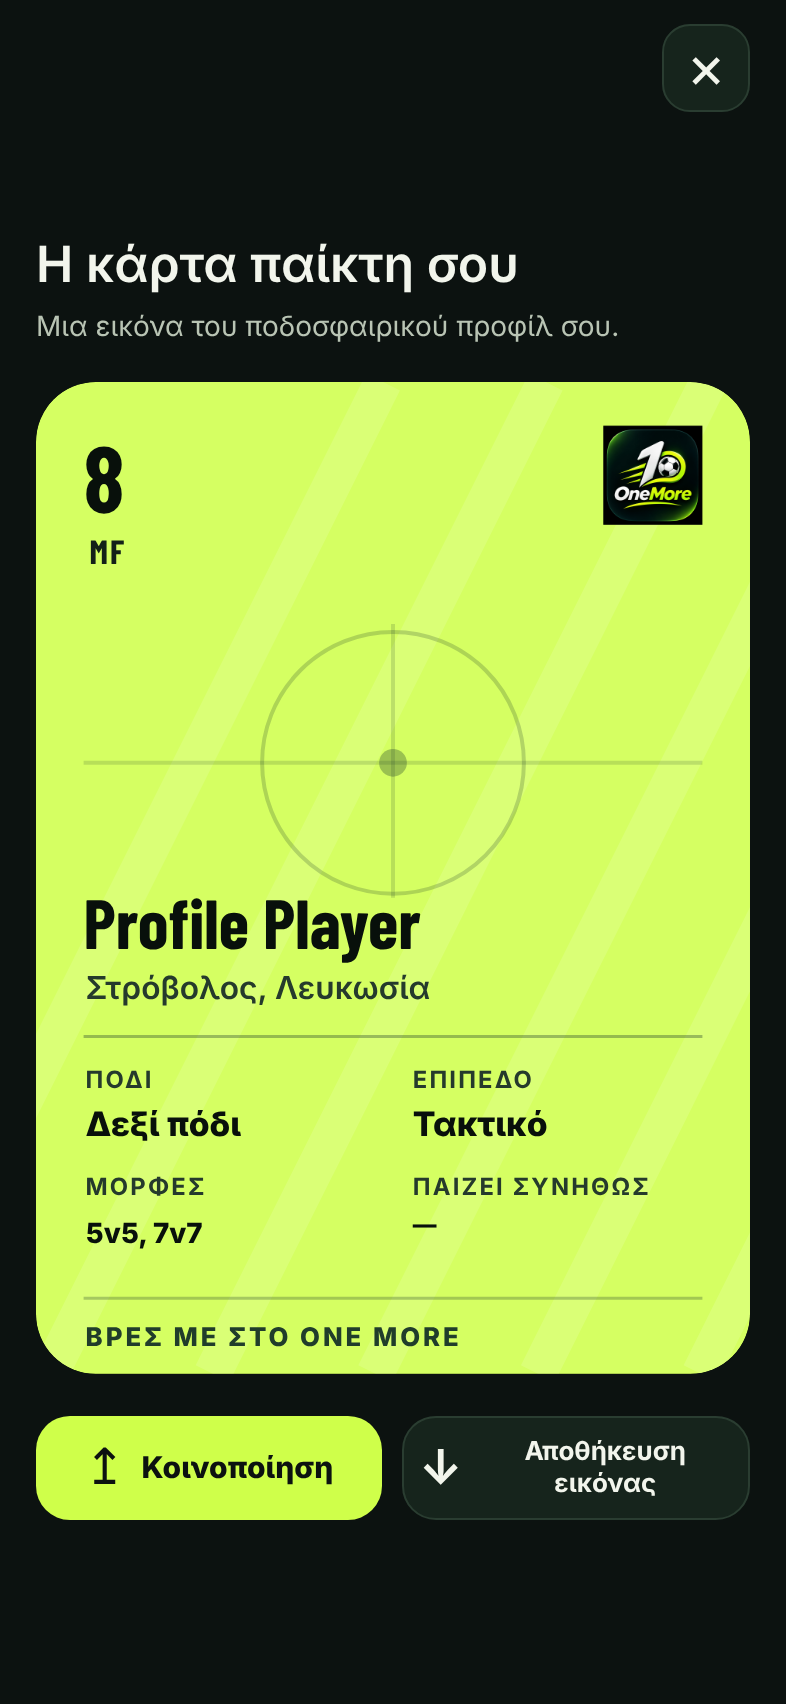 Η κάρτα παίκτη σου
Μια εικόνα του ποδοσφαιρικού προφίλ σου.
8
MF
10
OneMore
Profile Player
Στρόβολος, Λευκωσία
ΠΟΔΙ
ΕΠΙΠΕΔΟ
Δεξί πόδι
Τακτικό
ΜΟΡΦΕΣ
ΠΑΙΖΕΙ ΣΥΝΗΘΩΣ
5v5, 7v7
—
ΒΡΕΣ ΜΕ ΣΤΟ ONE MORE
Κοινοποίηση
Αποθήκευση
εικόνας